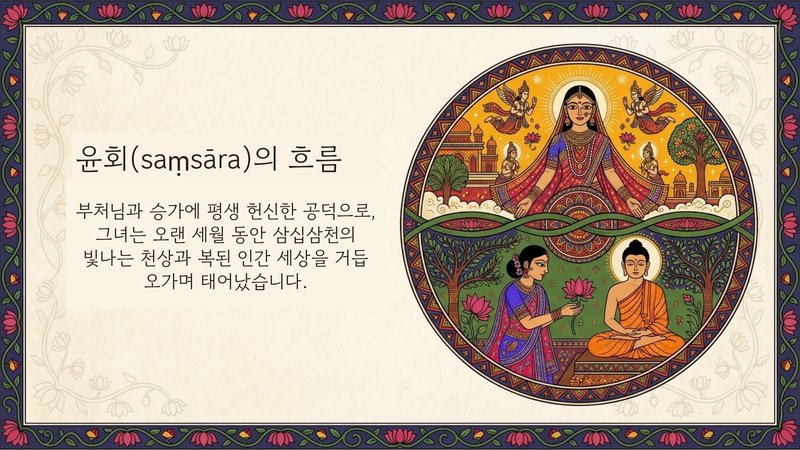 윤회(saṃsāra)의 흐름
부처님과 승가에 평생 헌신한 공덕으로,
그녀는 오랜 세월 동안 삼십삼천의
빛나는 천상과 복된 인간 세상을 거듭
오가며 태어났습니다.